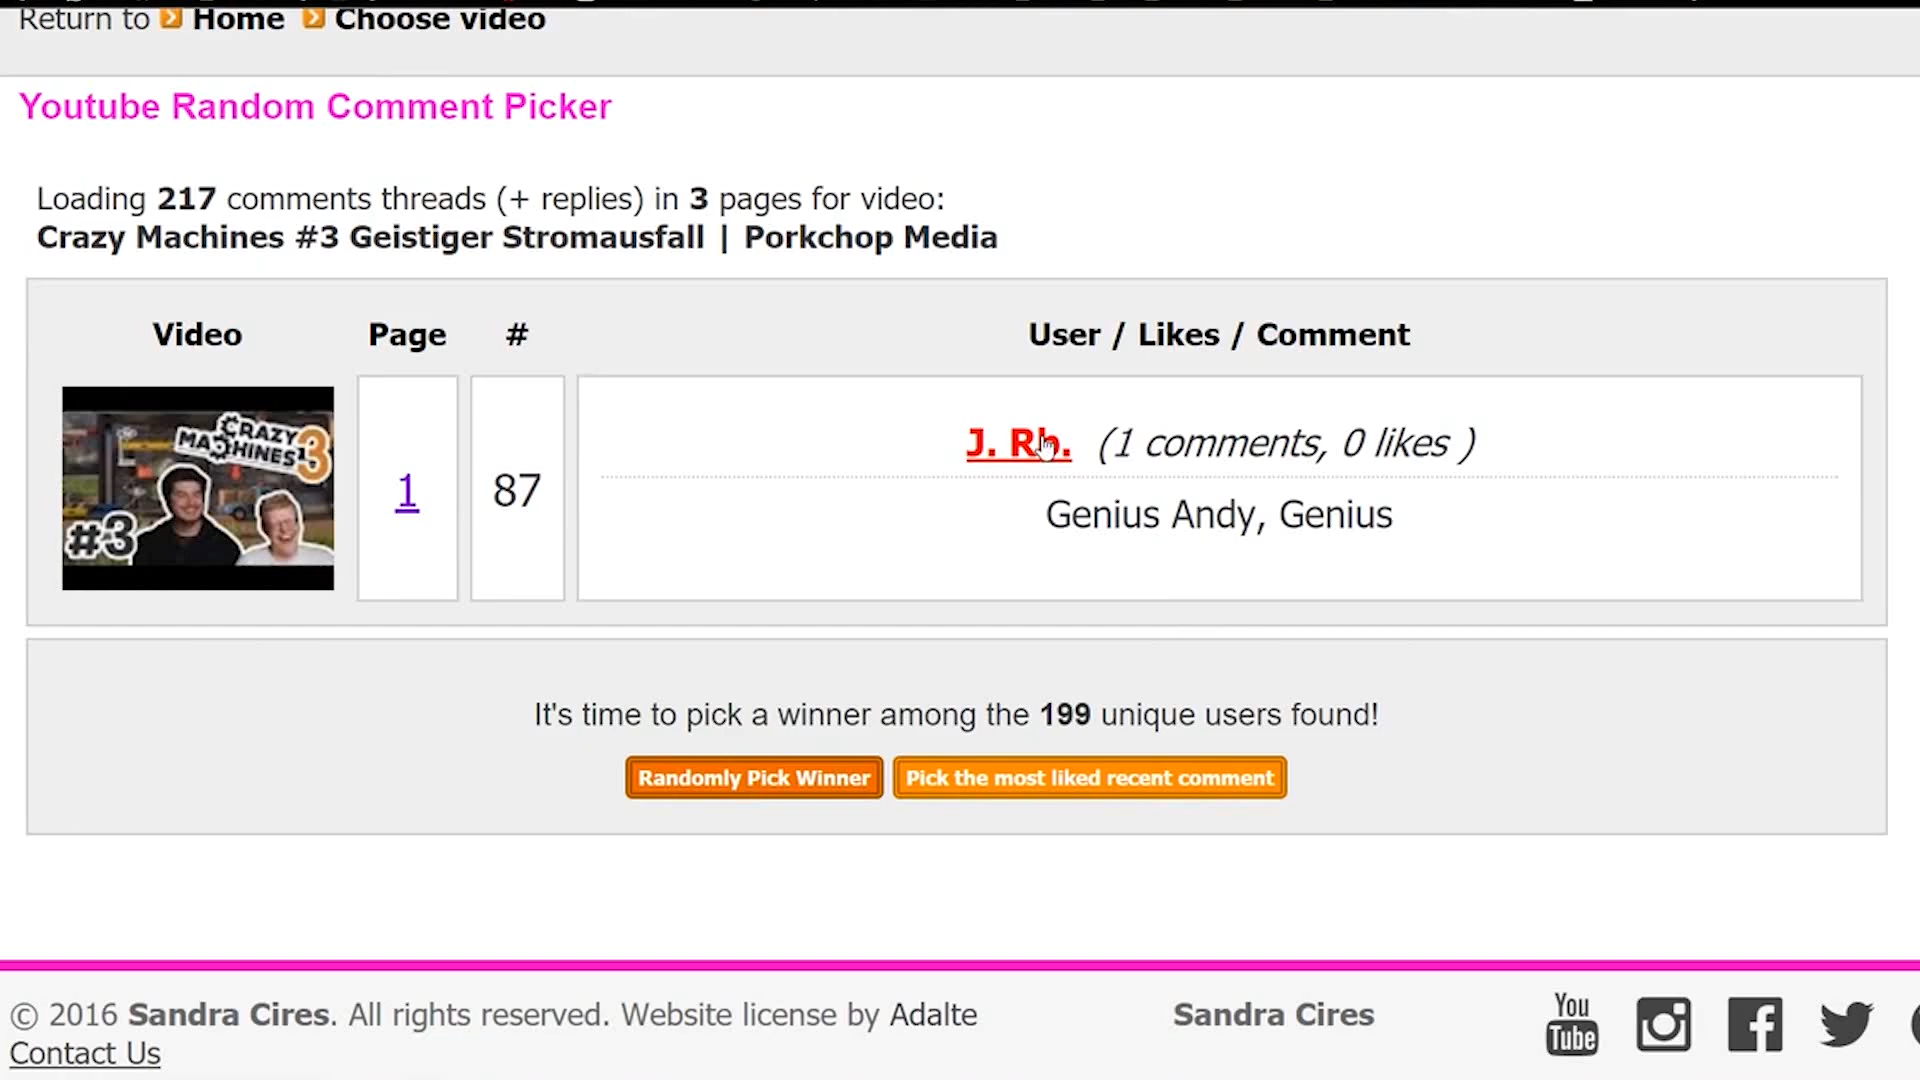 Return to Home Choose video
Youtube Random Comment Picker
Loading 217 comments threads (+ replies) in 3 pages for video:
Crazy Machines #3 Geistiger Stromausfall | Porkchop Media
Video Page # User / Likes / Comment
CRAZY
MACHINES 3
#3
1
87
J. Rb. (1 comments, 0 likes )
Genius Andy, Genius
It's time to pick a winner among the 199 unique users found!
Randomly Pick Winner Pick the most liked recent comment
© 2016 Sandra Cires. All rights reserved. Website license by Adalte
Contact Us
Sandra Cires
You
Tube